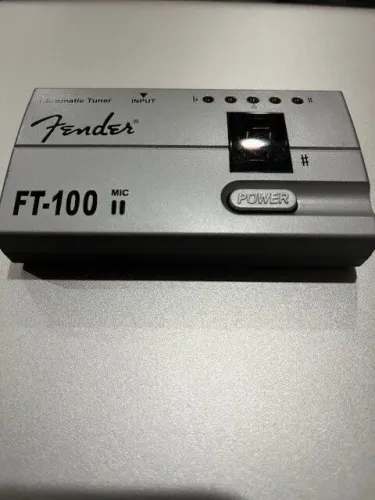 Chromatic Tuner
INPUT
♭ ♯
Fender®
♯
POWER
MIC
FT-100